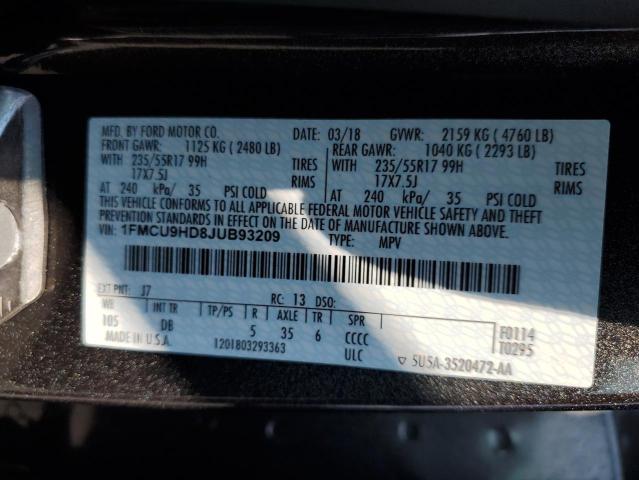 MFD. BY FORD MOTOR CO. DATE: 03/18 GVWR: 2159 KG ( 4760 LB)
FRONT GAWR: 1125 KG ( 2480 LB) REAR GAWR: 1040 KG ( 2293 LB)
WITH 235/55R17 99H TIRES WITH 235/55R17 99H TIRES
17X7.5J RIMS 17X7.5J RIMS
AT 240 kPa/ 35 PSI COLD AT 240 kPa/ 35 PSI COLD
THIS VEHICLE CONFORMS TO ALL APPLICABLE FEDERAL MOTOR VEHICLE SAFETY AND THEFT
PREVENTION STANDARDS IN EFFECT ON THE DATE OF MANUFACTURE SHOWN ABOVE.
VIN: 1FMCU9HD8JUB93209 TYPE: MPV
EXT PNT: J7 RC: 13 DSO:
WB INT TR TP/PS R AXLE TR SPR
105 DB 5 35 6 CCCC
MADE IN U.S.A. 1201803293363 ULC
F0114
T0295
▽ 5U5A-3520472-AA